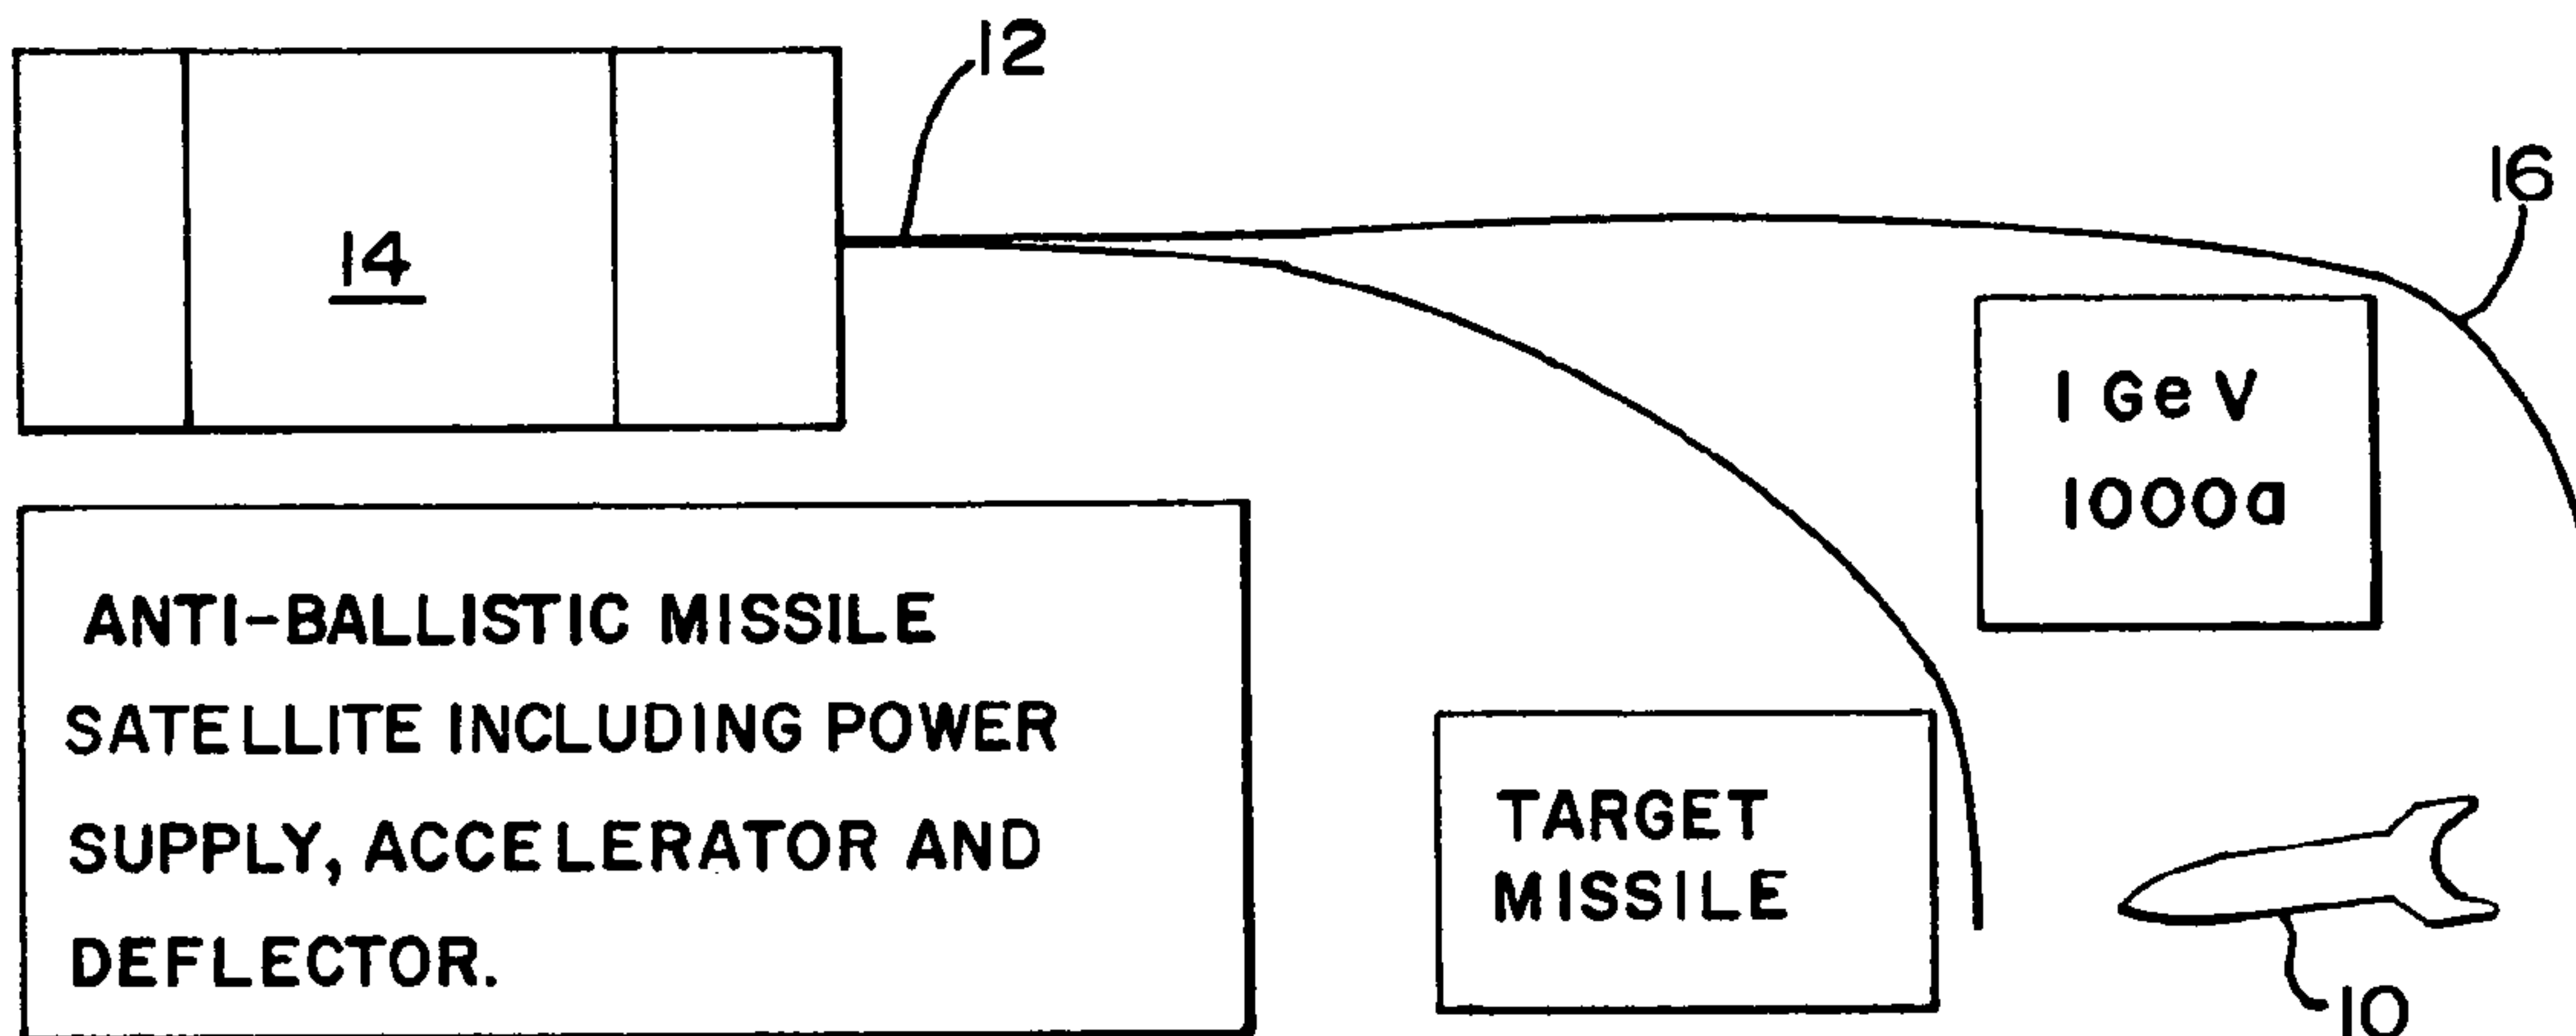 12
16
14
1 GeV
1000a
ANTI-BALLISTIC MISSILE
SATELLITE INCLUDING POWER
SUPPLY, ACCELERATOR AND
DEFLECTOR.
TARGET
MISSILE
10